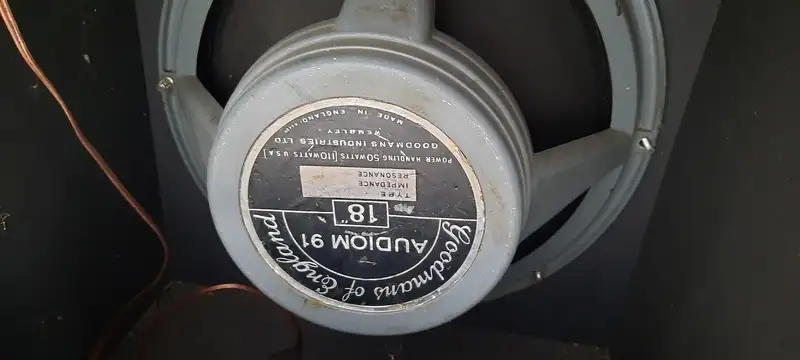 Goodmans of England
AUDIOM 91
18"
TYPE
IMPEDANCE
RESONANCE
POWER HANDLING 50 WATTS [110 WATTS U.S.A]
GOODMANS INDUSTRIES LTD
WEMBLEY
MADE IN ENGLAND